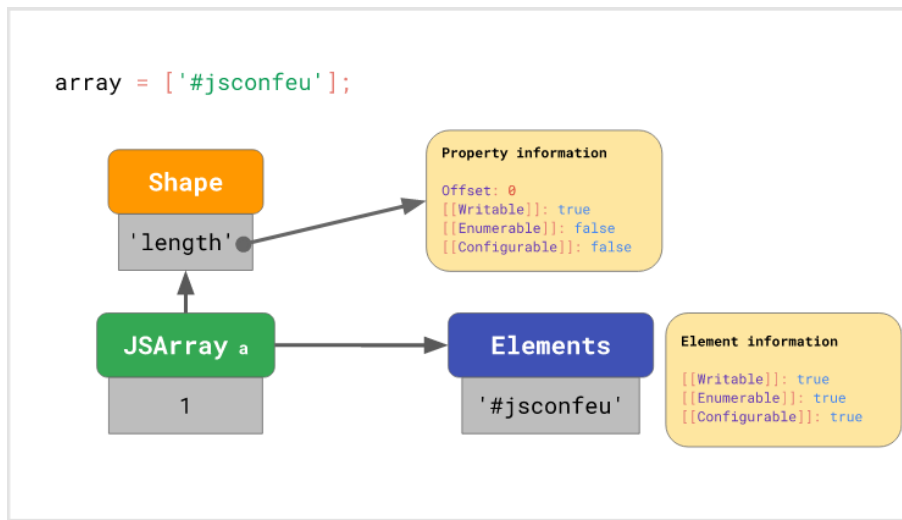 array = ['#jsconfeu'];
Shape
'length'
Property information
Offset: 0
[[Writable]]: true
[[Enumerable]]: false
[[Configurable]]: false
JSArray a
1
Elements
'#jsconfeu'
Element information
[[Writable]]: true
[[Enumerable]]: true
[[Configurable]]: true